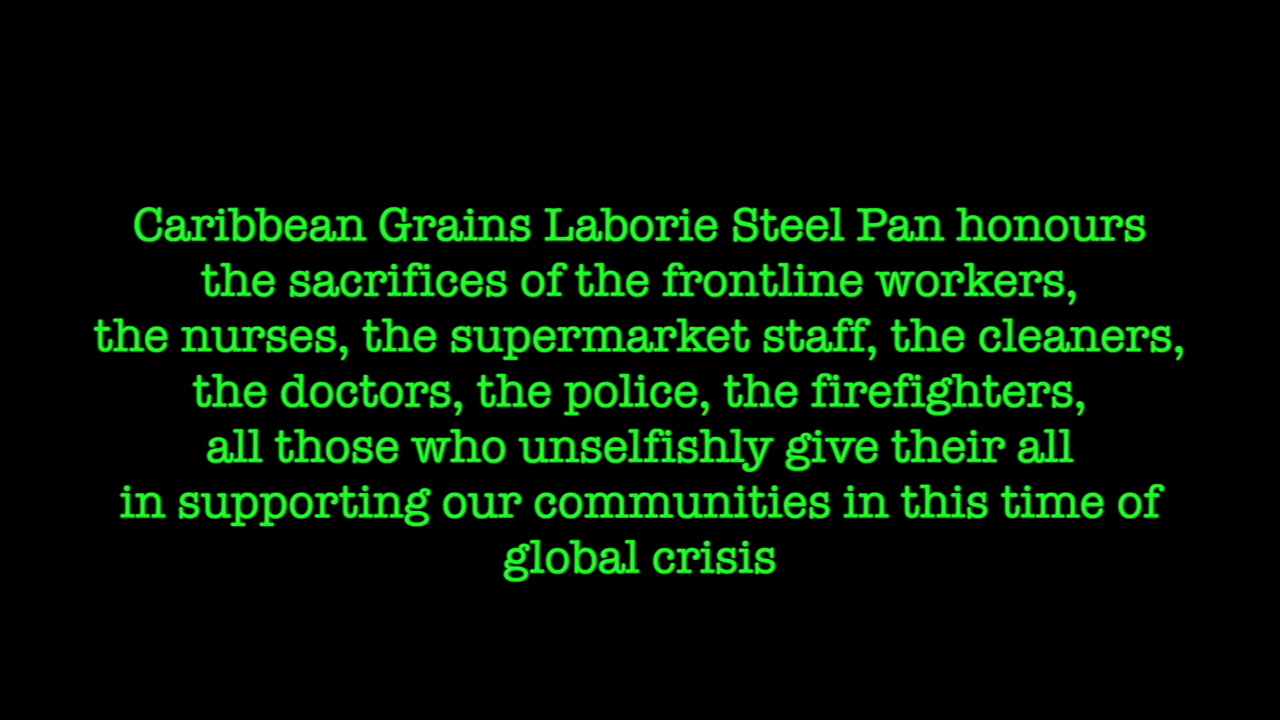 Caribbean Grains Laborie Steel Pan honours
the sacrifices of the frontline workers,
the nurses, the supermarket staff, the cleaners,
the doctors, the police, the firefighters,
all those who unselfishly give their all
in supporting our communities in this time of
global crisis